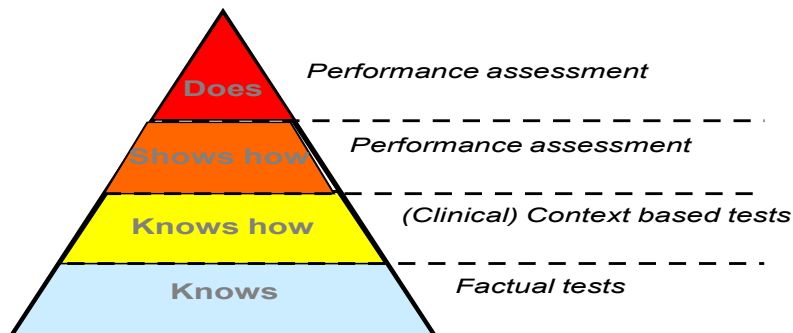 Does
Performance assessment
Shows how
Performance assessment
Knows how
(Clinical) Context based tests
Knows
Factual tests